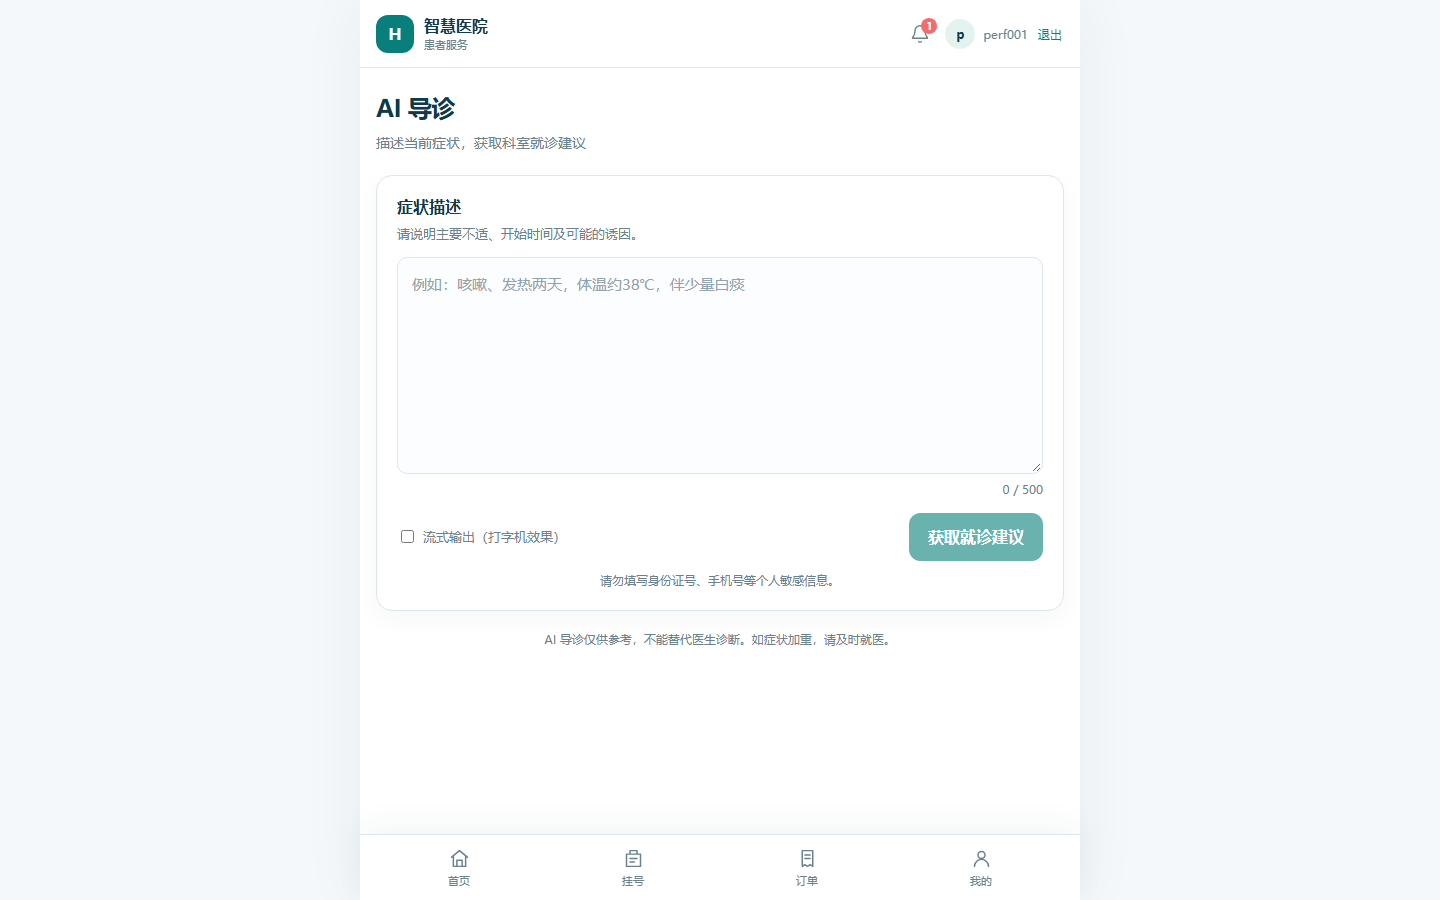 H
智慧医院
患者服务
1
p
perf001
退出
AI 导诊
描述当前症状，获取科室就诊建议
症状描述
请说明主要不适、开始时间及可能的诱因。
例如：咳嗽、发热两天，体温约38℃，伴少量白痰
0 / 500
流式输出（打字机效果）
获取就诊建议
请勿填写身份证号、手机号等个人敏感信息。
AI 导诊仅供参考，不能替代医生诊断。如症状加重，请及时就医。
首页
挂号
订单
我的